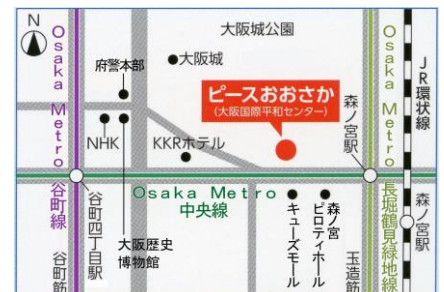 N
大阪城公園
Osaka Metro
谷町線
府警本部
大阪城
ピースおおさか
(大阪国際平和センター)
森ノ宮駅
Osaka Metro
長堀鶴見緑地線
JR環状線
NHK
KKRホテル
Osaka Metro
中央線
谷町四丁目駅
大阪歴史
博物館
谷町筋
キューズモール
森ノ宮
ピロティホール
玉造筋
森ノ宮駅